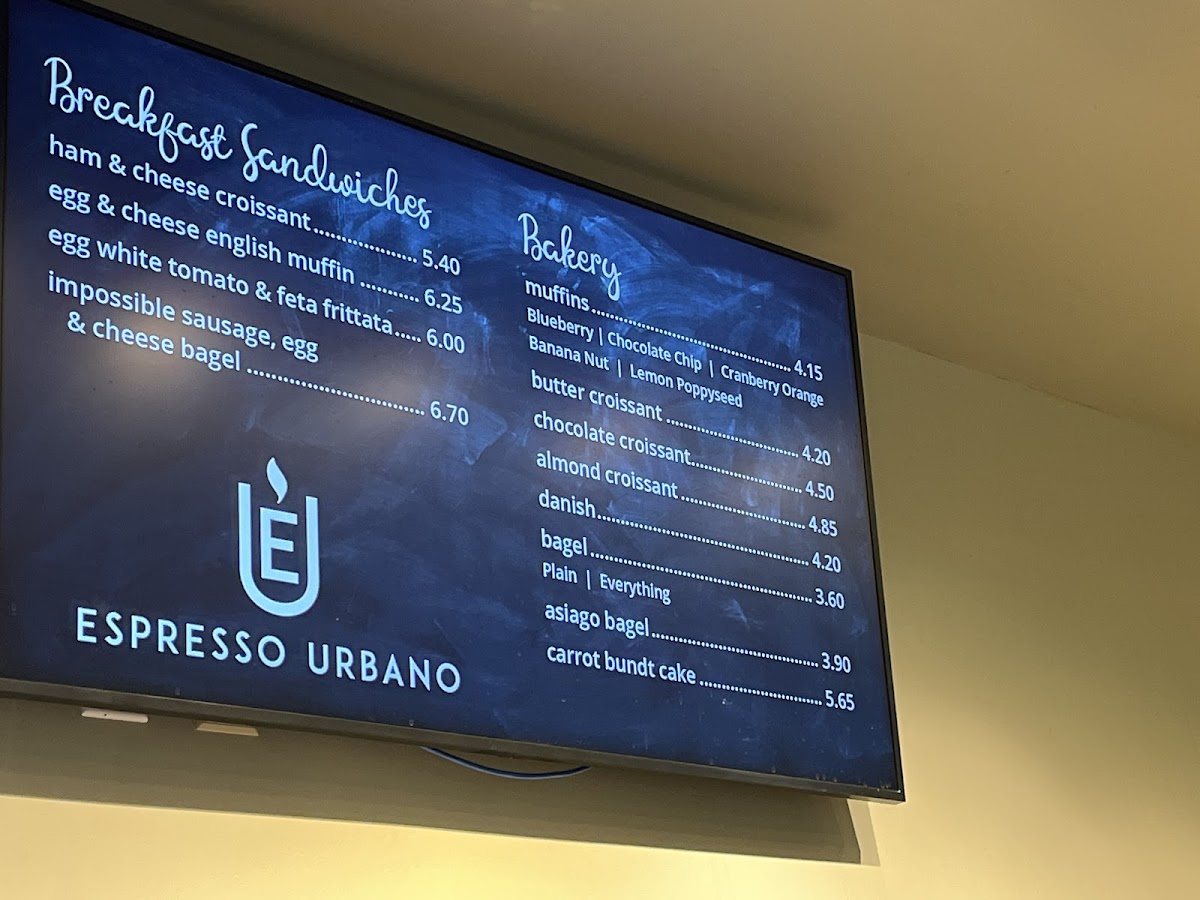 Breakfast Sandwiches
ham & cheese croissant.................. 5.40
egg & cheese english muffin ........... 6.25
egg white tomato & feta frittata..... 6.00
impossible sausage, egg
& cheese bagel ................................ 6.70
E
ESPRESSO URBANO
Bakery
muffins............................................ 4.15
Blueberry | Chocolate Chip | Cranberry Orange
Banana Nut | Lemon Poppyseed
butter croissant ............................. 4.20
chocolate croissant........................ 4.50
almond croissant ........................... 4.85
danish............................................... 4.20
bagel................................................. 3.60
Plain | Everything
asiago bagel..................................... 3.90
carrot bundt cake ........................... 5.65